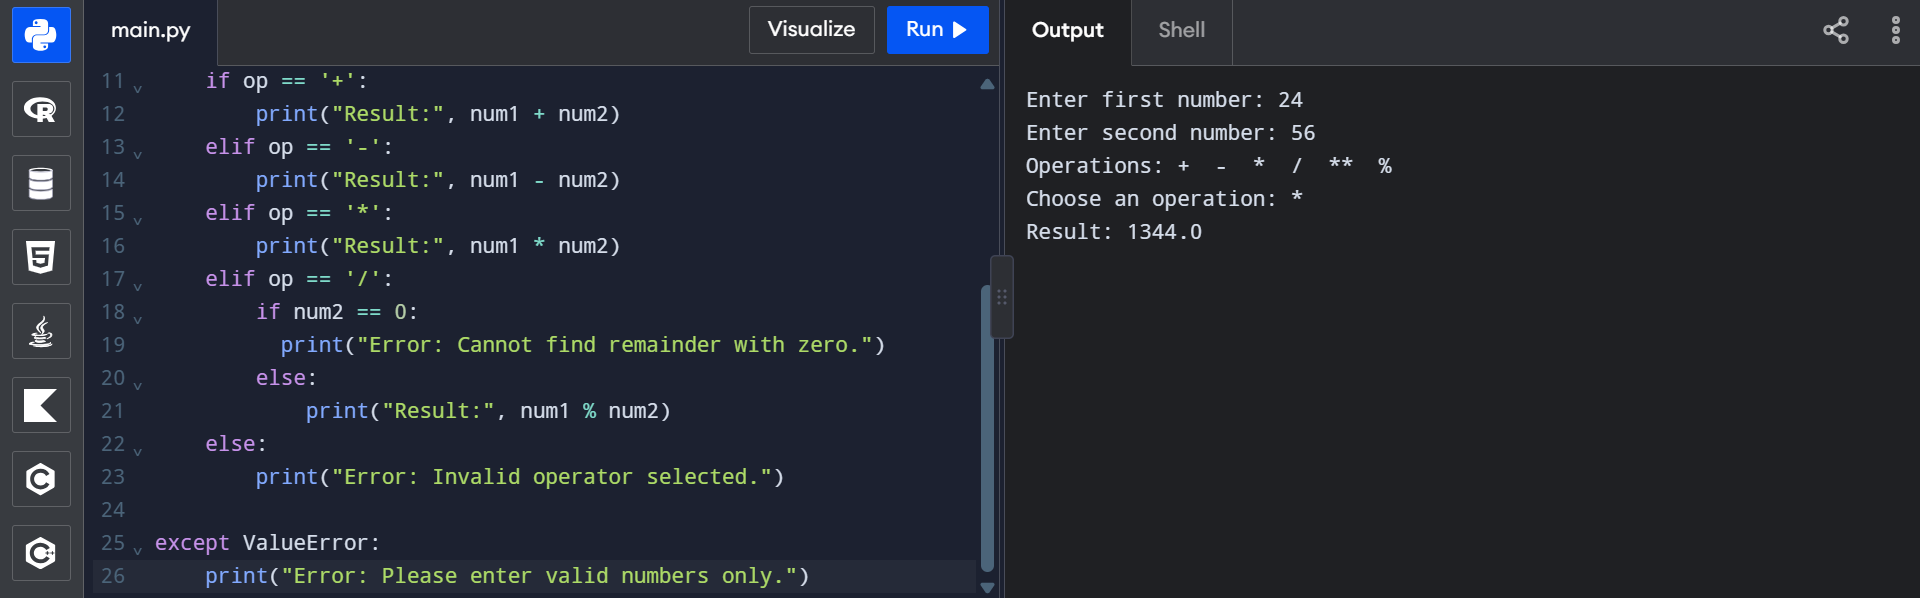 main.py
Visualize
Run
Output
Shell
11 if op == '+':
12 print("Result:", num1 + num2)
13 elif op == '-':
14 print("Result:", num1 - num2)
15 elif op == '*':
16 print("Result:", num1 * num2)
17 elif op == '/':
18 if num2 == 0:
19 print("Error: Cannot find remainder with zero.")
20 else:
21 print("Result:", num1 % num2)
22 else:
23 print("Error: Invalid operator selected.")
24
25 except ValueError:
26 print("Error: Please enter valid numbers only.")
Enter first number: 24
Enter second number: 56
Operations: +  -  *  /  **  %
Choose an operation: *
Result: 1344.0